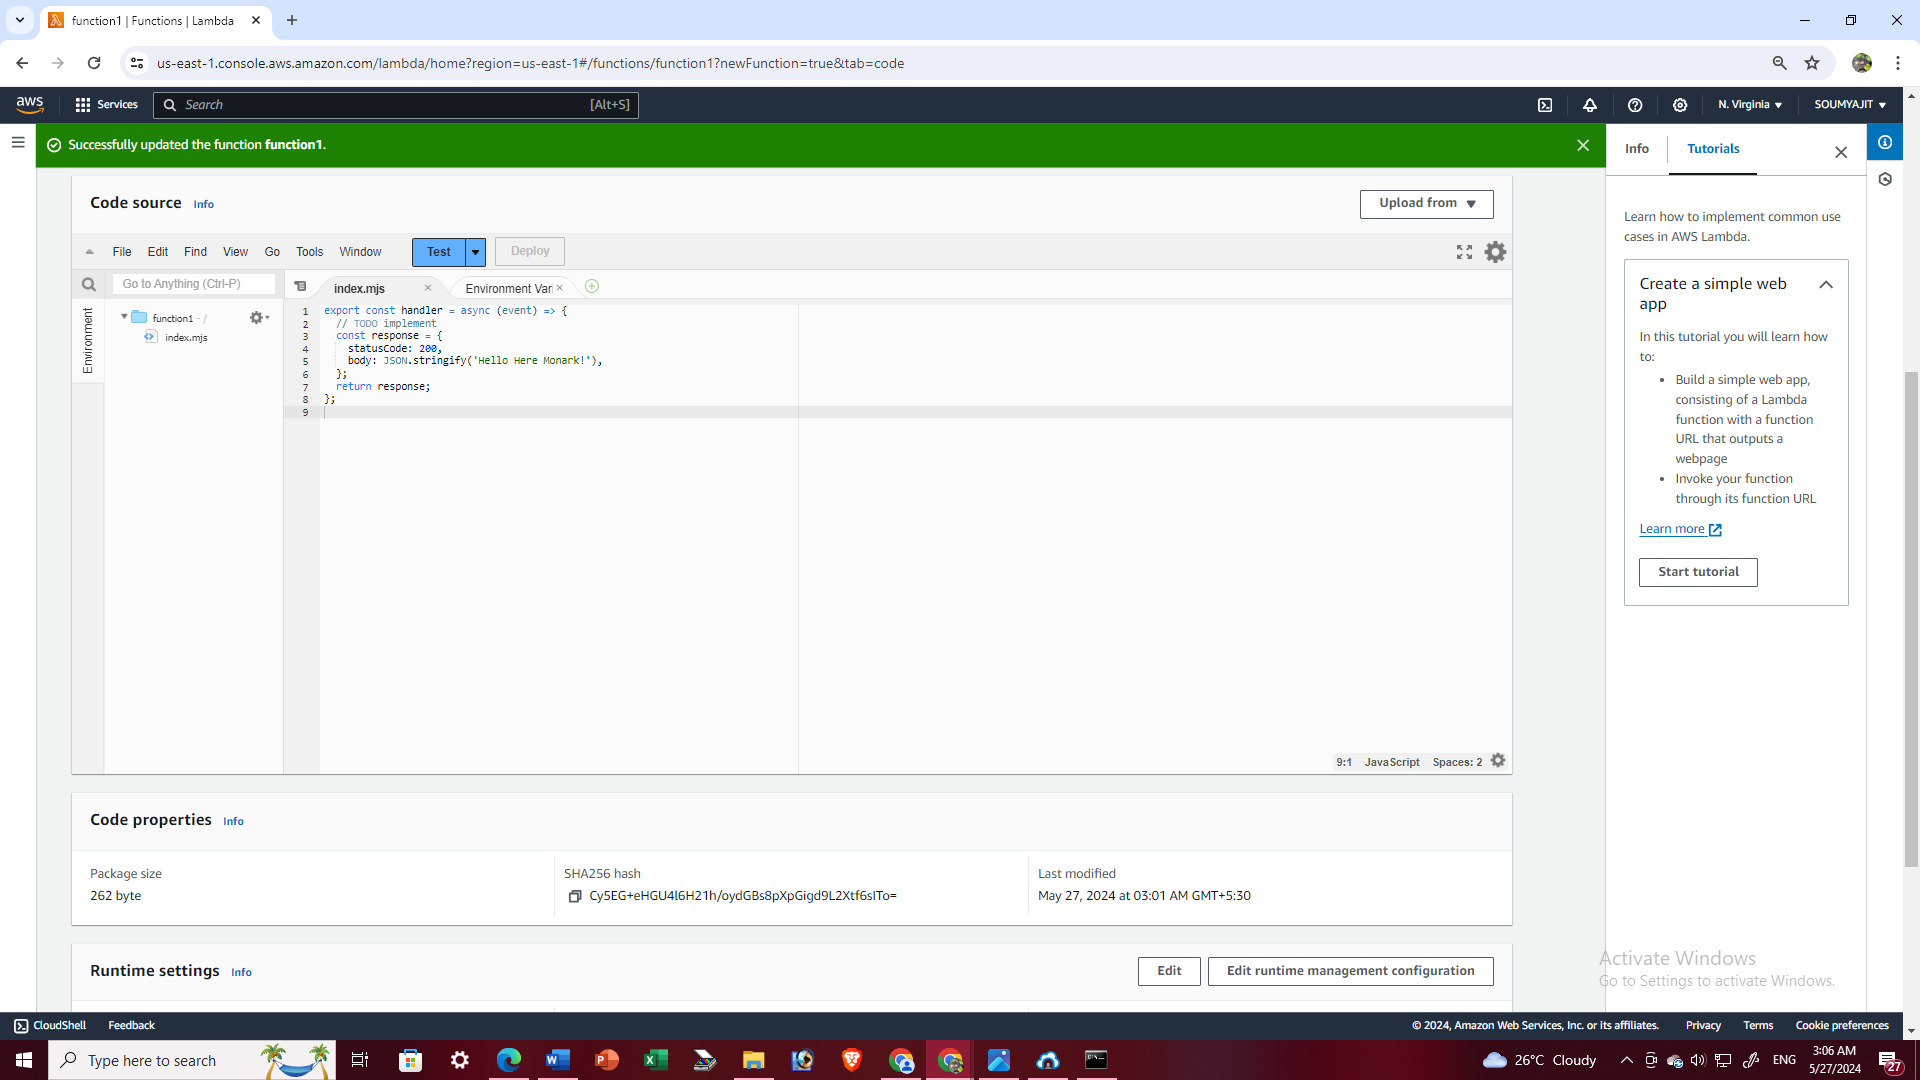 function1 | Functions | Lambda
us-east-1.console.aws.amazon.com/lambda/home?region=us-east-1#/functions/function1?newFunction=true&tab=code
aws Services Search [Alt+S] N. Virginia SOUMYAJIT
Successfully updated the function function1.
Info Tutorials
Code source Info Upload from
File Edit Find View Go Tools Window Test Deploy
Go to Anything (Ctrl-P) index.mjs Environment Var
Environment
function1 - /
index.mjs
1 export const handler = async (event) => {
2 // TODO implement
3 const response = {
4 statusCode: 200,
5 body: JSON.stringify('Hello Here Monark!'),
6 };
7 return response;
8 };
9
9:1 JavaScript Spaces: 2
Learn how to implement common use
cases in AWS Lambda.
Create a simple web
app
In this tutorial you will learn how
to:
• Build a simple web app,
consisting of a Lambda
function with a function
URL that outputs a
webpage
• Invoke your function
through its function URL
Learn more
Start tutorial
Code properties Info
Package size
262 byte
SHA256 hash
Cy5EG+eHGU4l6H21h/oydGBs8pXpGigd9L2Xtf6sITo=
Last modified
May 27, 2024 at 03:01 AM GMT+5:30
Runtime settings Info Edit Edit runtime management configuration
Activate Windows
Go to Settings to activate Windows.
CloudShell Feedback © 2024, Amazon Web Services, Inc. or its affiliates. Privacy Terms Cookie preferences
Type here to search 26°C Cloudy ENG 3:06 AM
5/27/2024 27